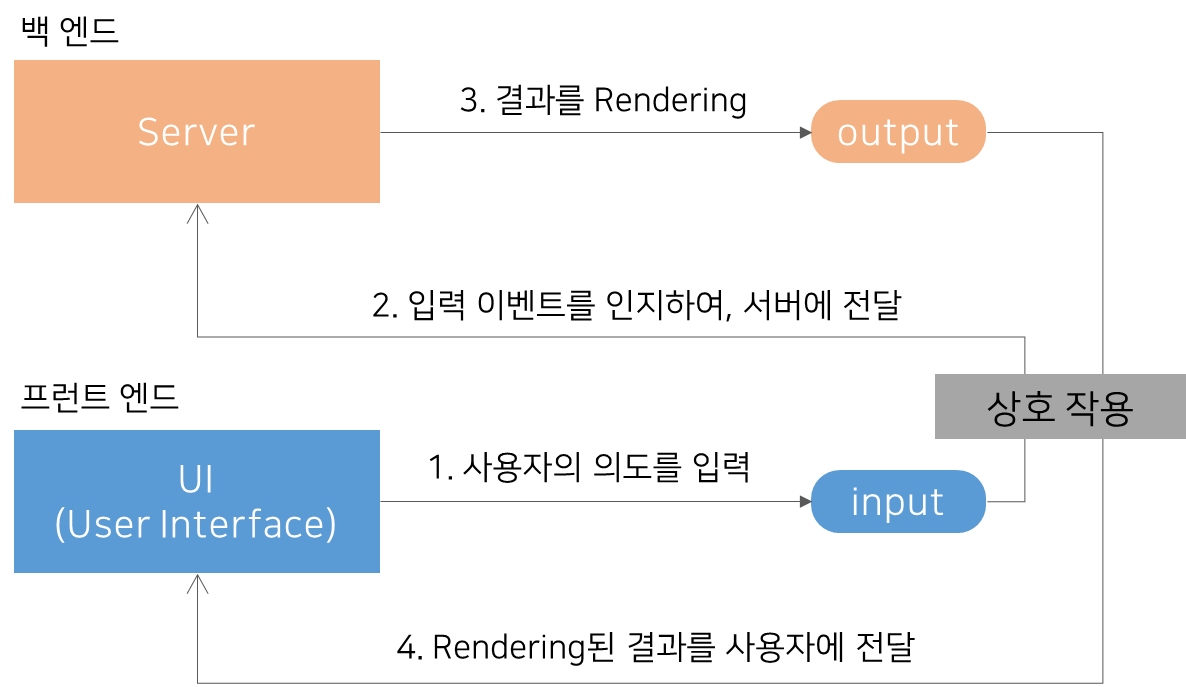 백 엔드
Server
3. 결과를 Rendering
output
2. 입력 이벤트를 인지하여, 서버에 전달
프런트 엔드
상호 작용
UI
(User Interface)
1. 사용자의 의도를 입력
input
4. Rendering된 결과를 사용자에 전달